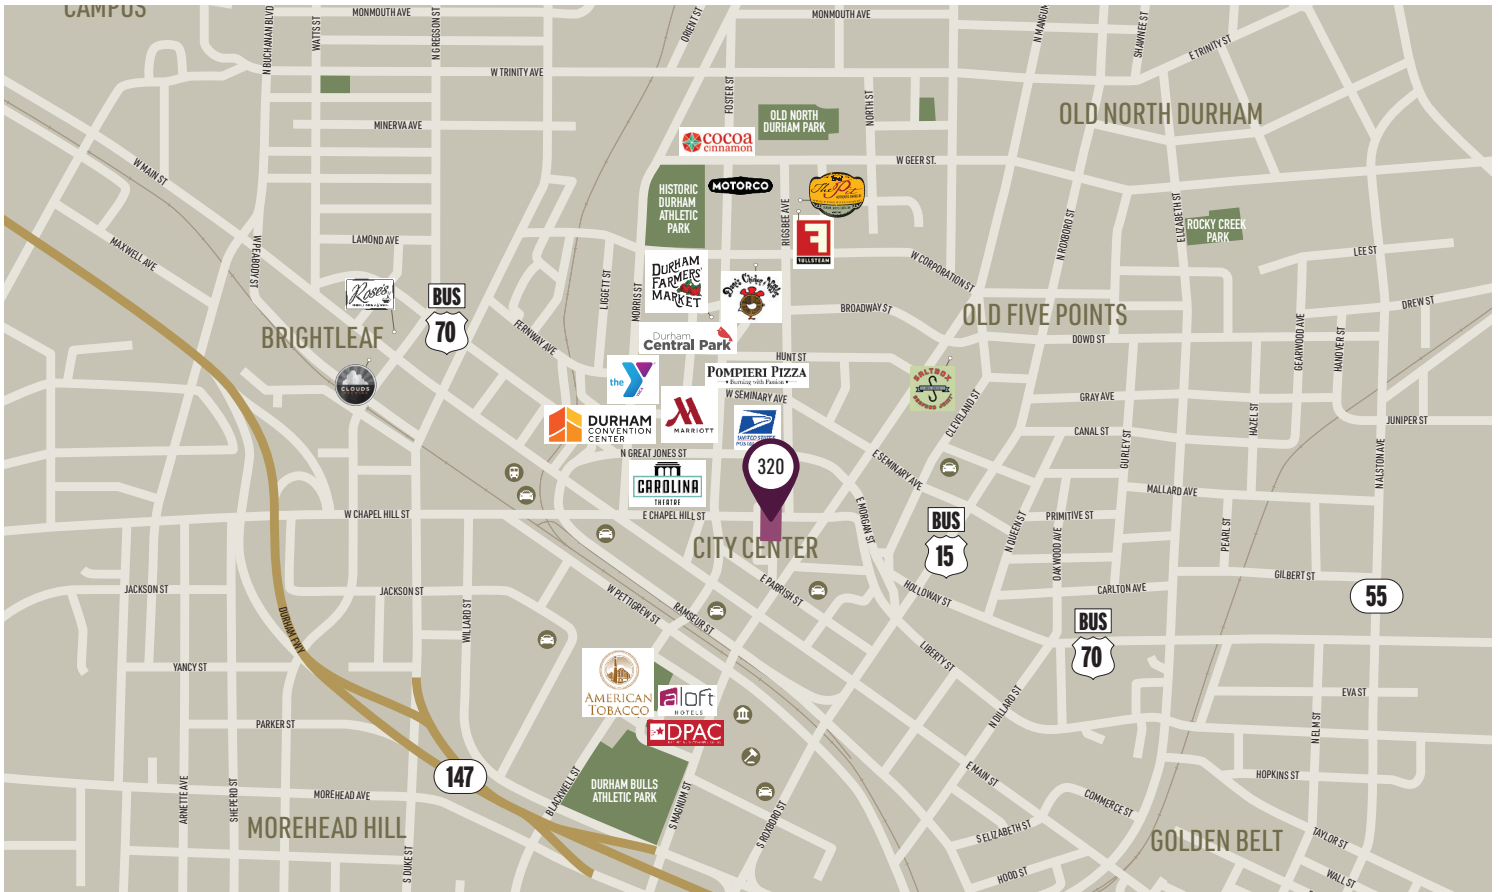 CAMPUS
MONMOUTH AVE
MONMOUTH AVE
N BUCHANAN BLVD
WATTS ST
N GREGSON ST
ORIENT ST
N MANGUM
SHAWNEE ST
E TRINITY ST
W TRINITY AVE
FOSTER ST
NORTH ST
OLD NORTH DURHAM
OLD NORTH
DURHAM PARK
MINERVA AVE
COCOA
cinnamon
W GEER ST.
W MAIN ST
MOTORCO
The Pit
HISTORIC
DURHAM
ATHLETIC
PARK
RIGSBEE AVE
FULLSTEAM
N ROXBORO ST
ELIZABETH ST
ROCKY CREEK
PARK
LEE ST
MAXWELL AVE
W PEABODY ST
LAMOND AVE
W CORPORATION ST
LIGGETT ST
MORRIS ST
DURHAM
FARMERS'
MARKET
Rose's
BUS
70
BRIGHTLEAF
FERNWAY AVE
BROADWAY ST
OLD FIVE POINTS
DREW ST
DOWD ST
GEARWOOD AVE
HANOVER ST
Durham
Central Park
HUNT ST
the
YMCA
POMPIERI PIZZA
• Burning with Passion •
W SEMINARY AVE
SALTBOX
SEAFOOD JOINT
CLOUDS
GRAY AVE
CLEVELAND ST
HAZEL ST
JUNIPER ST
DURHAM
CONVENTION
CENTER
MARRIOTT
UNITED STATES
CANAL ST
GURLEY ST
N ALSTON AVE
N GREAT JONES ST
320
E SEMINARY AVE
CAROLINA
THEATRE
MALLARD AVE
W CHAPEL HILL ST
E CHAPEL HILL ST
E MORGAN ST
BUS
15
N QUEEN ST
PRIMITIVE ST
OAKWOOD AVE
PEARL ST
CITY CENTER
JACKSON ST
JACKSON ST
E PARRISH ST
HOLLOWAY ST
CARLTON AVE
GILBERT ST
55
DURHAM FWY
WILLARD ST
W PETTIGREW ST
RAMSEUR ST
LIBERTY ST
BUS
70
YANCY ST
AMERICAN
TOBACCO
aloft
HOTELS
DPAC
EVA ST
PARKER ST
N DILLARD ST
N ELM ST
147
ARNETTE AVE
SHEPERD ST
MOREHEAD AVE
BLACKWELL ST
DURHAM BULLS
ATHLETIC PARK
S MAGNUM ST
S ROXBORO ST
E MAIN ST
HOPKINS ST
COMMERCE ST
MOREHEAD HILL
S DUKE ST
S ELIZABETH ST
HOOD ST
GOLDEN BELT
TAYLOR ST
WALL ST